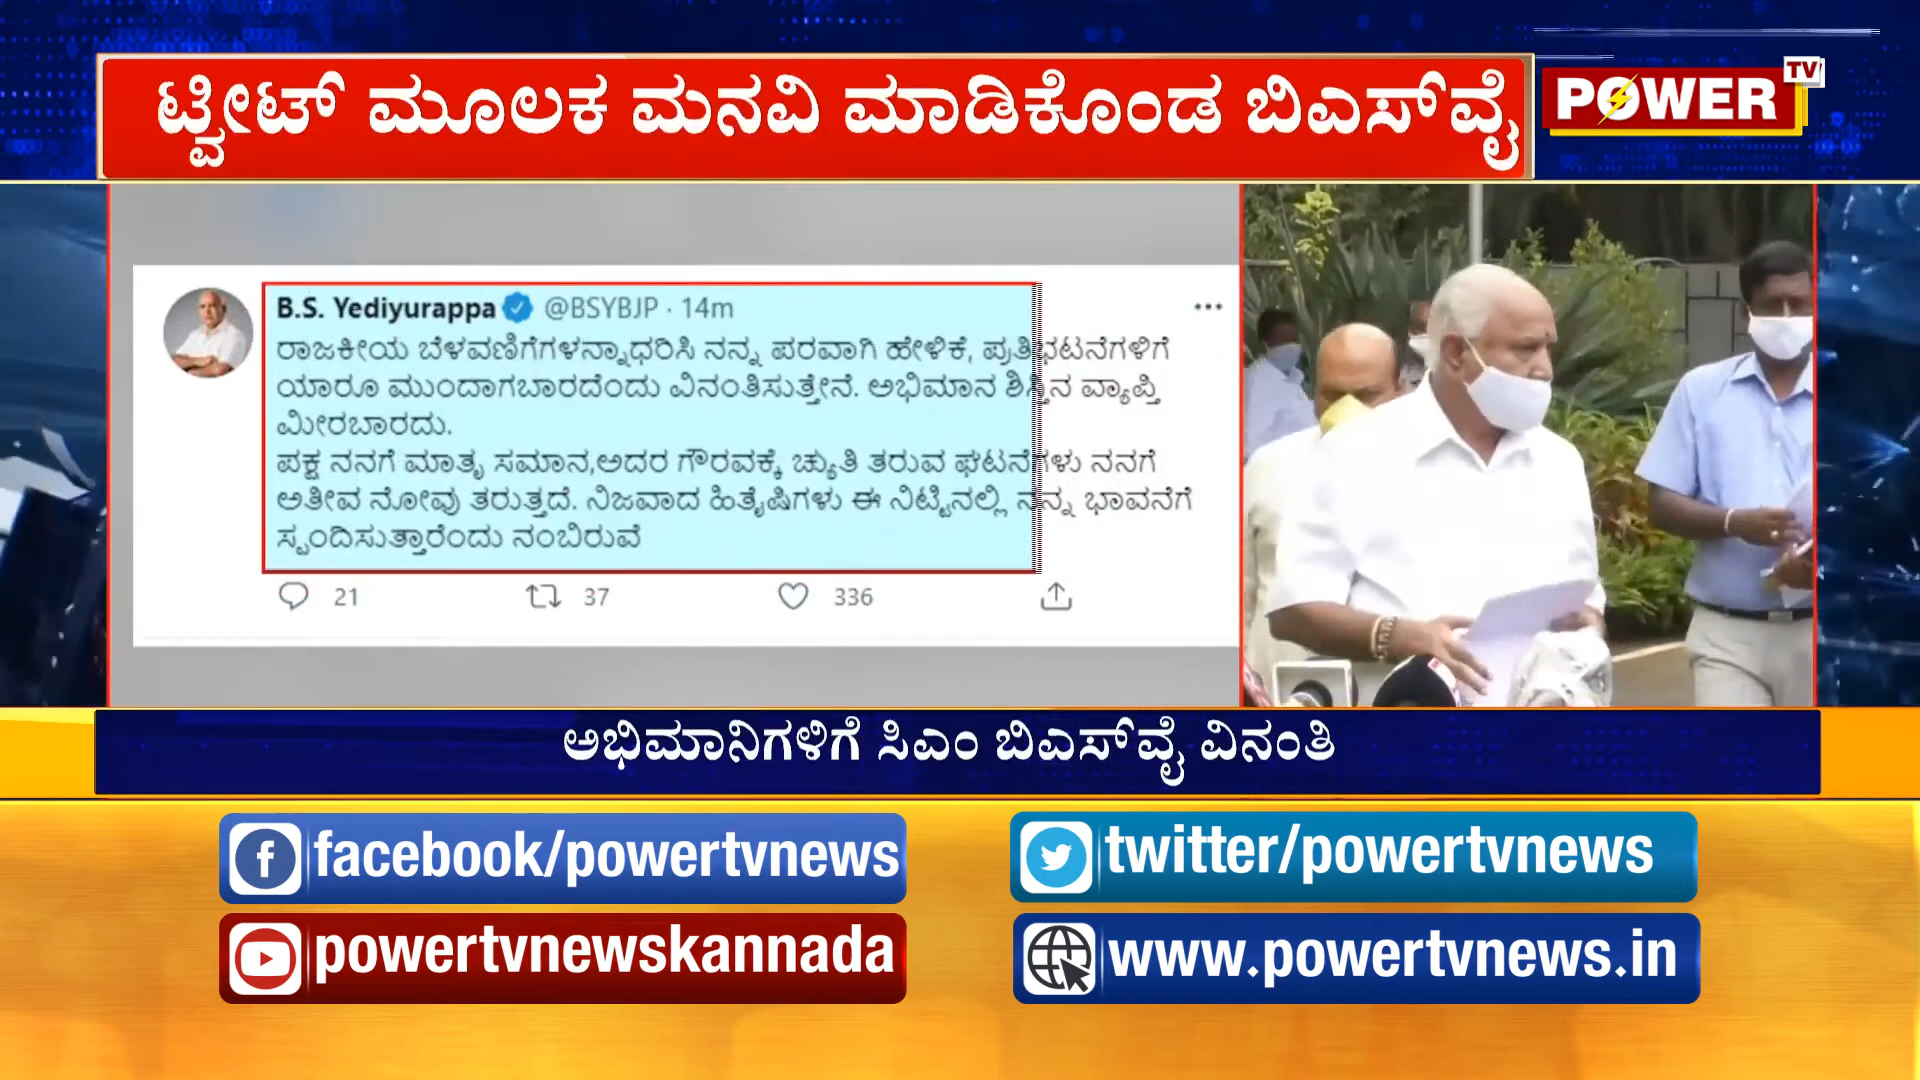 ಟ್ವೀಟ್ ಮೂಲಕ ಮನವಿ ಮಾಡಿಕೊಂಡ ಬಿಎಸ್‌ವೈ
POWER TV
B.S. Yediyurappa @BSYBJP · 14m
ರಾಜಕೀಯ ಬೆಳವಣಿಗೆಗಳನ್ನಾಧರಿಸಿ ನನ್ನ ಪರವಾಗಿ ಹೇಳಿಕೆ, ಪ್ರತಿಭಟನೆಗಳಿಗೆ
ಯಾರೂ ಮುಂದಾಗಬಾರದೆಂದು ವಿನಂತಿಸುತ್ತೇನೆ. ಅಭಿಮಾನ ಶಿಸ್ತಿನ ವ್ಯಾಪ್ತಿ
ಮೀರಬಾರದು.
ಪಕ್ಷ ನನಗೆ ಮಾತೃ ಸಮಾನ,ಅದರ ಗೌರವಕ್ಕೆ ಚ್ಯುತಿ ತರುವ ಘಟನೆಗಳು ನನಗೆ
ಅತೀವ ನೋವು ತರುತ್ತದೆ. ನಿಜವಾದ ಹಿತೈಷಿಗಳು ಈ ನಿಟ್ಟಿನಲ್ಲಿ ನನ್ನ ಭಾವನೆಗೆ
ಸ್ಪಂದಿಸುತ್ತಾರೆಂದು ನಂಬಿರುವೆ
21 37 336
ಅಭಿಮಾನಿಗಳಿಗೆ ಸಿಎಂ ಬಿಎಸ್‌ವೈ ವಿನಂತಿ
facebook/powertvnews
twitter/powertvnews
powertvnewskannada
www.powertvnews.in